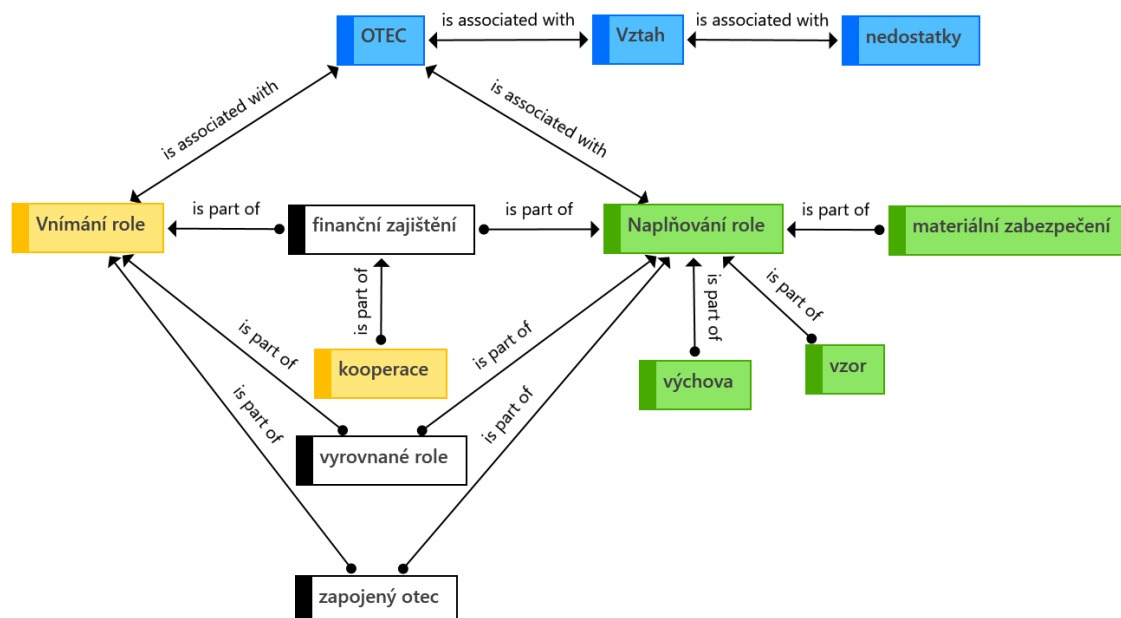 is associated with
is associated with
OTEC
Vztah
nedostatky
is associated with
is associated with
Vnímání role
is part of
finanční zajištění
is part of
Naplňování role
is part of
materiální zabezpečení
is part of
is part of
is part of
is part of
is part of
kooperace
výchova
vzor
is part of
is part of
vyrovnané role
zapojený otec